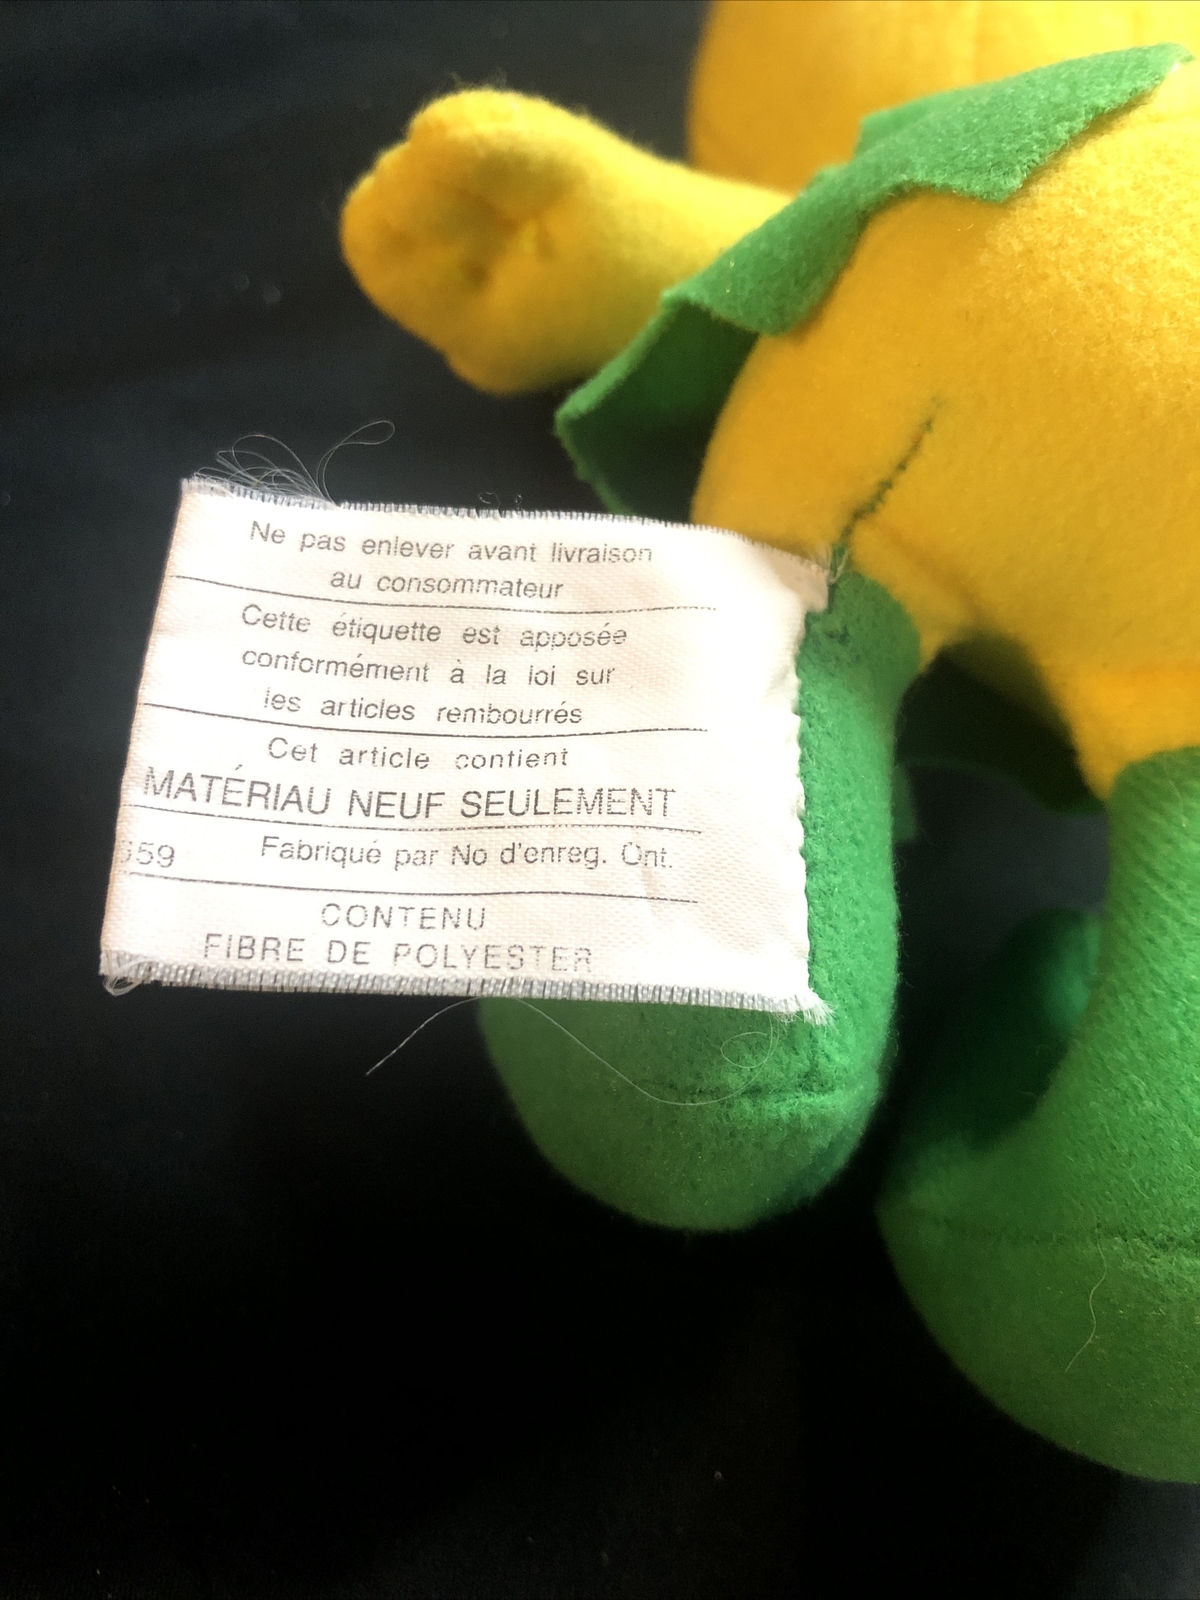 Ne pas enlever avant livraison
au consommateur
Cette étiquette est apposée
conformément à la loi sur
les articles rembourrés
Cet article contient
MATÉRIAU NEUF SEULEMENT
59 Fabriqué par No d'enreg. Ont.
CONTENU
FIBRE DE POLYESTER